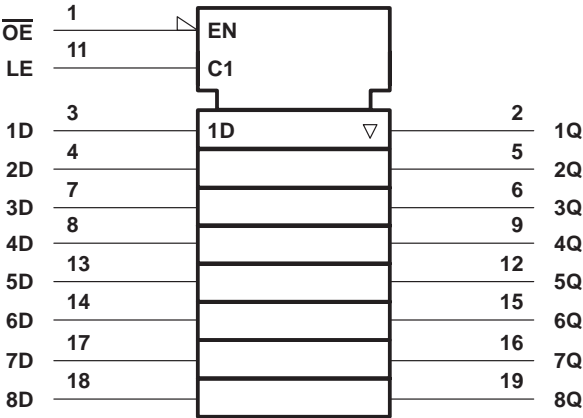 1
O̅E̅ EN
11
LE C1
3 2
1D 1D ▽ 1Q
4 5
2D 2Q
7 6
3D 3Q
8 9
4D 4Q
13 12
5D 5Q
14 15
6D 6Q
17 16
7D 7Q
18 19
8D 8Q